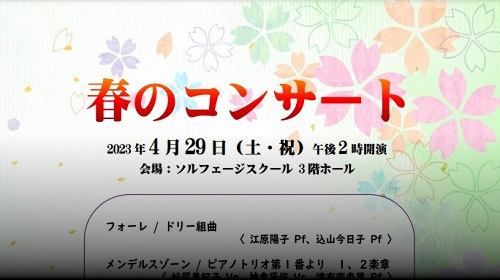 春のコンサート
2023年4月29日（土・祝）午後2時開演
会場：ソルフェージスクール 3階ホール
フォーレ / ドリー組曲
〈 江原陽子 Pf、込山今日子 Pf 〉
メンデルスゾーン / ピアノトリオ第1番より 1、2楽章